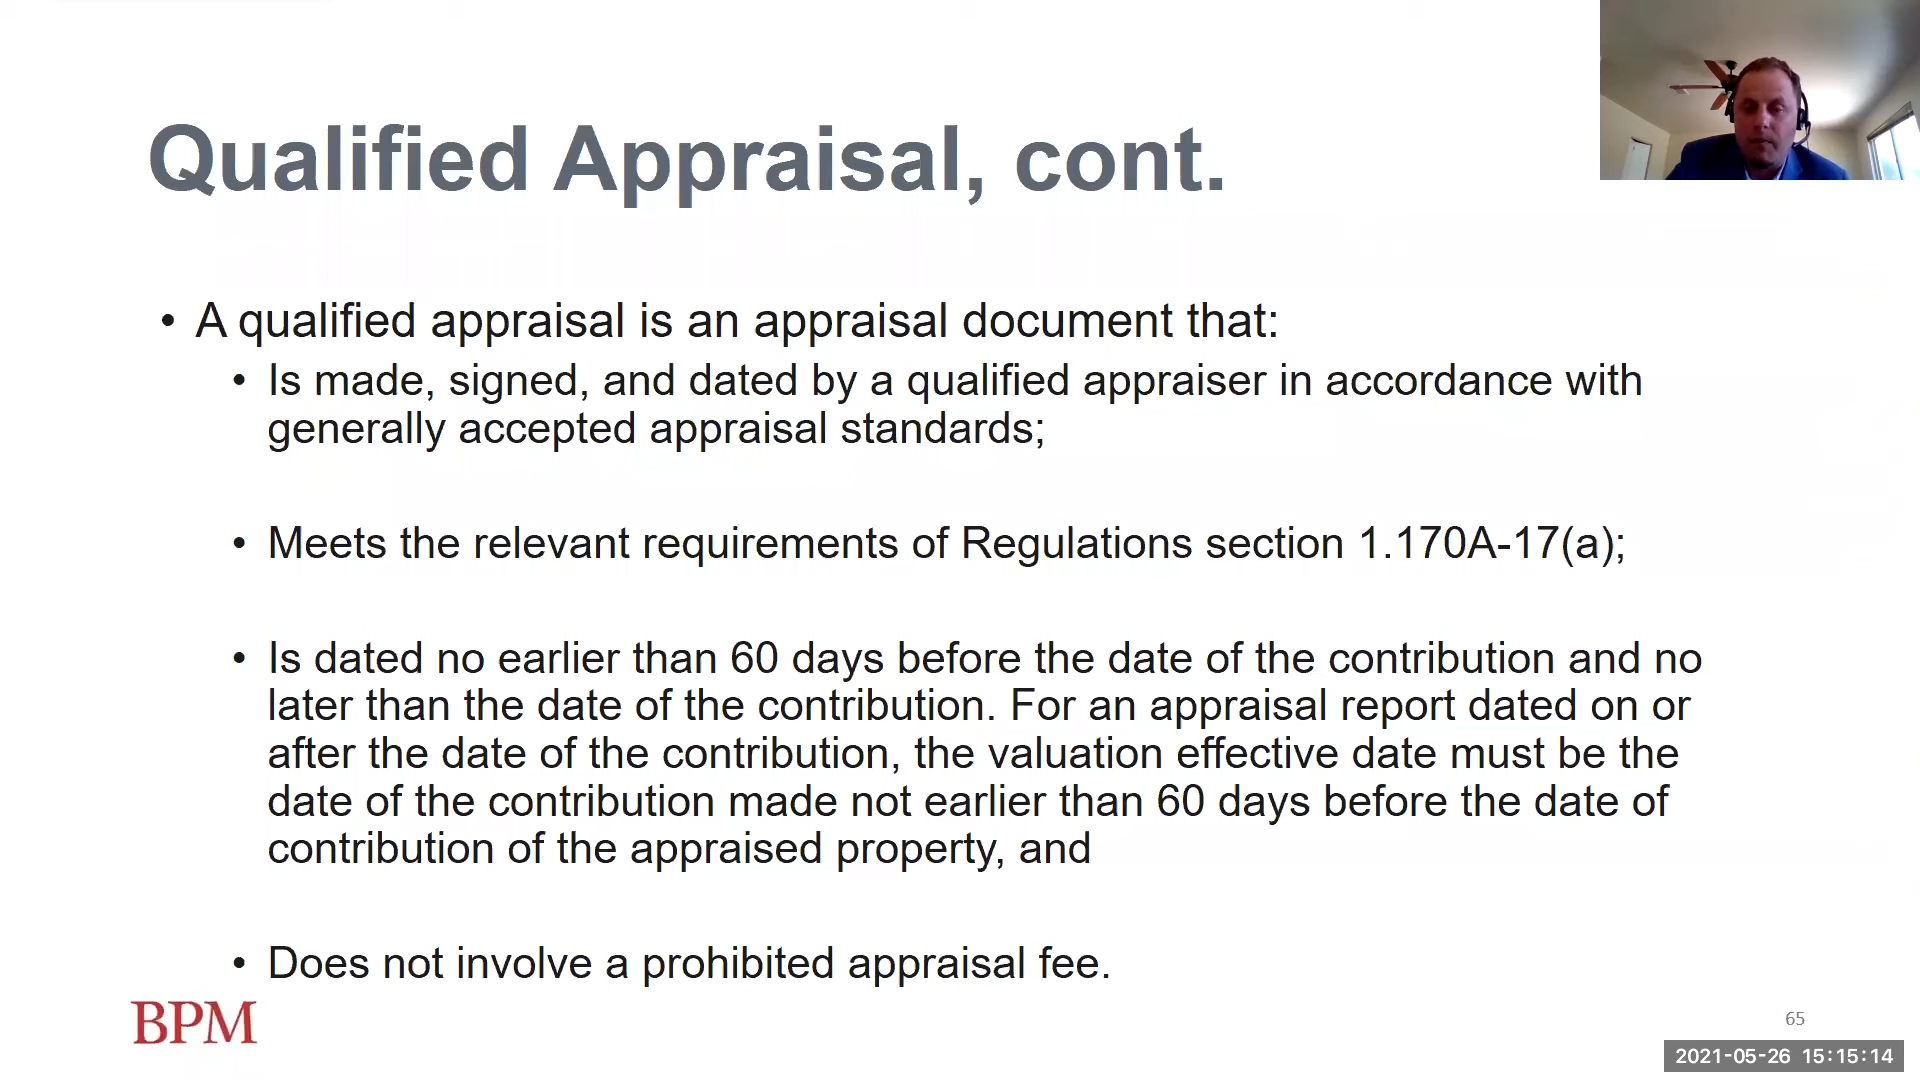 Qualified Appraisal, cont.
• A qualified appraisal is an appraisal document that:
• Is made, signed, and dated by a qualified appraiser in accordance with
generally accepted appraisal standards;
• Meets the relevant requirements of Regulations section 1.170A-17(a);
• Is dated no earlier than 60 days before the date of the contribution and no
later than the date of the contribution. For an appraisal report dated on or
after the date of the contribution, the valuation effective date must be the
date of the contribution made not earlier than 60 days before the date of
contribution of the appraised property, and
• Does not involve a prohibited appraisal fee.
BPM
65
2021-05-26 15:15:14